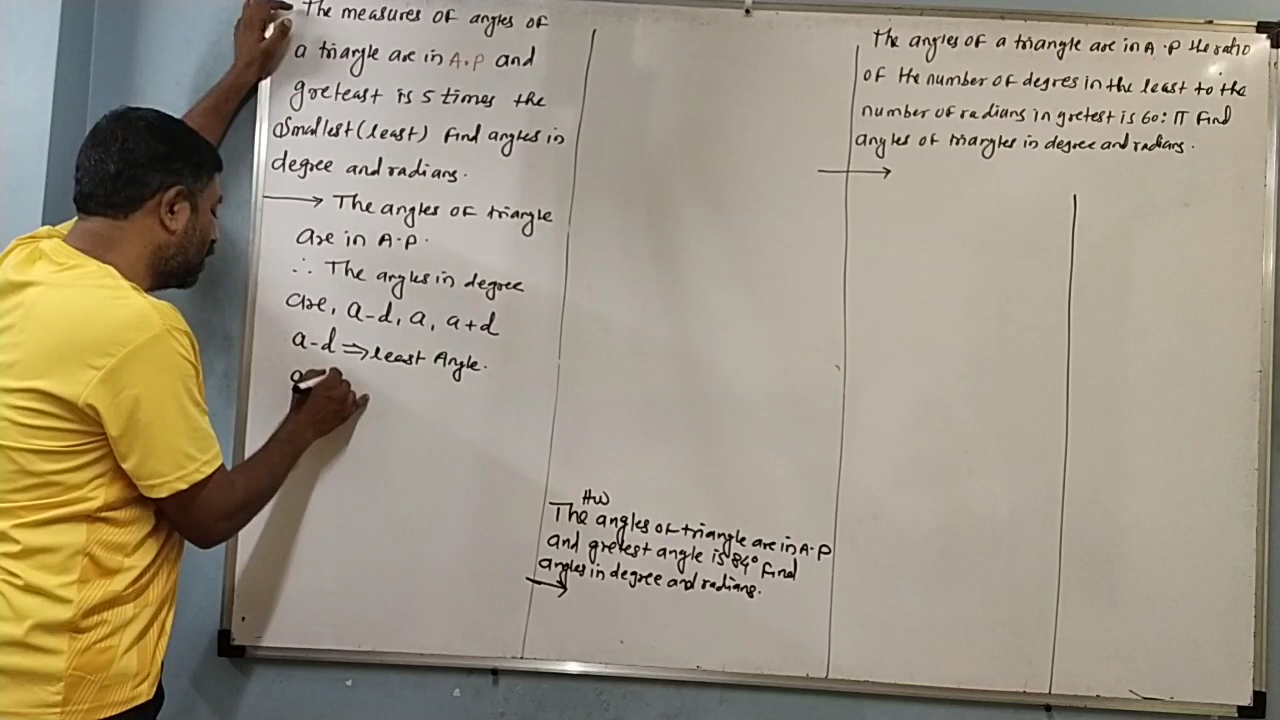 The measures of angles of
a triangle are in A.P and
greteast is 5 times the
Smallest (least) Find angles in
degree and radians.
→ The angles of triangle
are in A.P.
∴ The angles in degree
are, a-d, a, a+d
a-d ⇒ least Angle.
a
HW
The angles of triangle are in A.P
and gretest angle is 84° Find
angles in degree and radians.
→
The angles of a triangle are in A.P the ratio
of the number of degres in the least to the
number of radians in gretest is 60: π Find
angles of triangles in degree and radians.
→